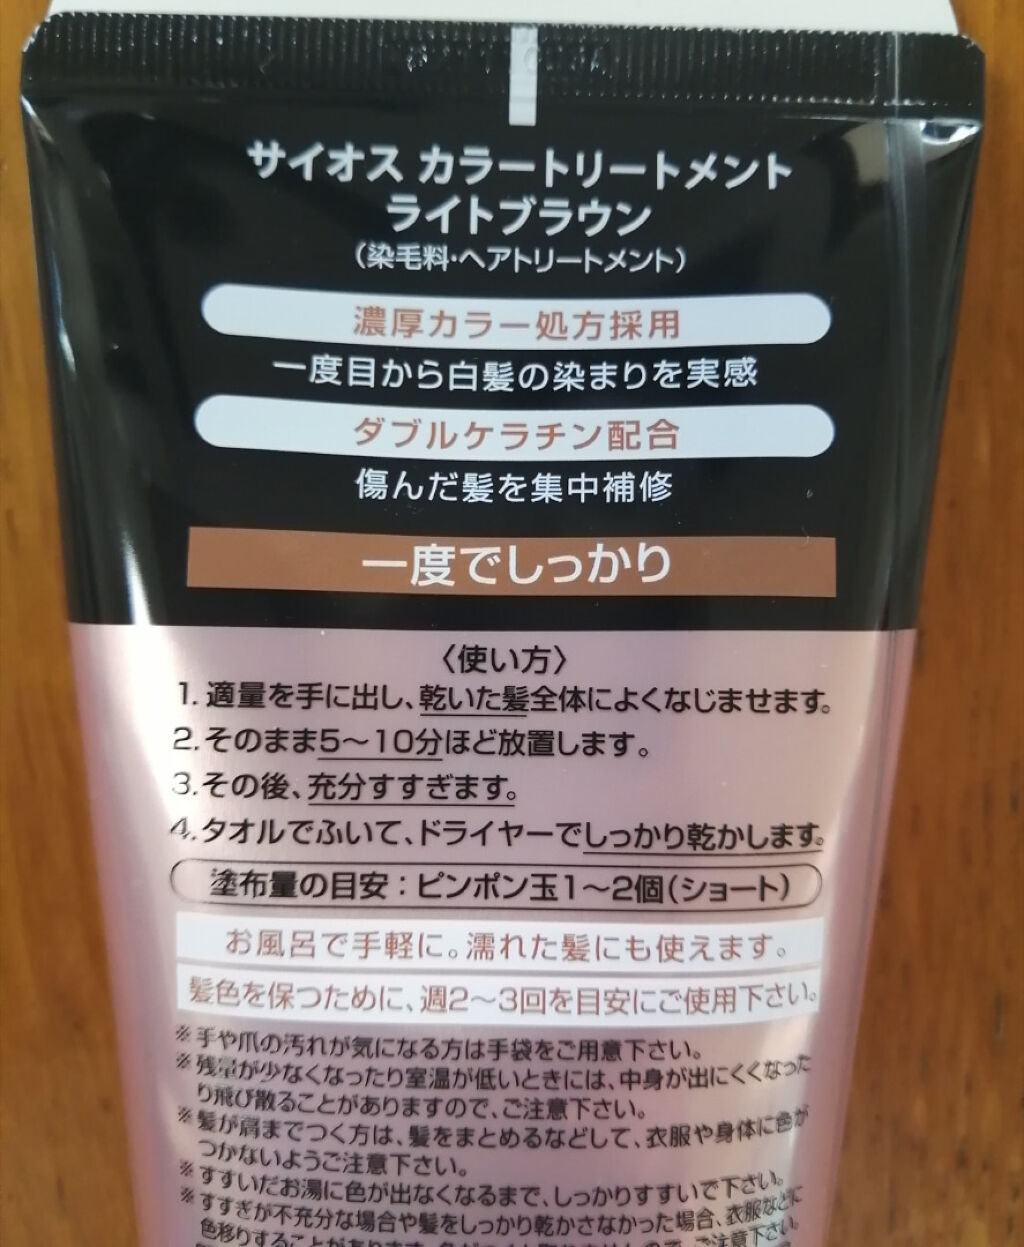 サイオス カラートリートメント
ライトブラウン
（染毛料・ヘアトリートメント）
濃厚カラー処方採用
一度目から白髪の染まりを実感
ダブルケラチン配合
傷んだ髪を集中補修
一度でしっかり
〈使い方〉
1. 適量を手に出し、乾いた髪全体によくなじませます。
2. そのまま5〜10分ほど放置します。
3. その後、充分すすぎます。
4. タオルでふいて、ドライヤーでしっかり乾かします。
塗布量の目安：ピンポン玉1〜2個(ショート)
お風呂で手軽に。濡れた髪にも使えます。
髪色を保つために、週2〜3回を目安にご使用下さい。
※手や爪の汚れが気になる方は手袋をご用意下さい。
※残量が少なくなったり室温が低いときには、中身が出にくくなった
り飛び散ることがありますので、ご注意下さい。
※髪が肩までつく方は、髪をまとめるなどして、衣服や身体に色が
つかないようご注意下さい。
※すすいだお湯に色が出なくなるまで、しっかりすすいで下さい。
※すすぎが不充分な場合や髪をしっかり乾かさなかった場合、衣服などに
色移りすることがあります。